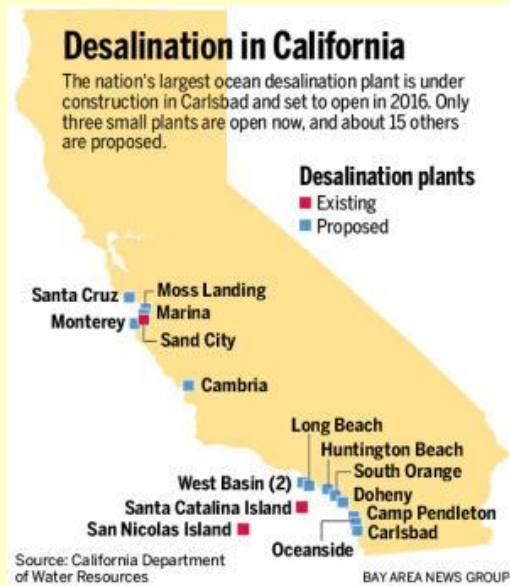 Desalination in California
The nation's largest ocean desalination plant is under
construction in Carlsbad and set to open in 2016. Only
three small plants are open now, and about 15 others
are proposed.
Desalination plants
Existing
Proposed
Santa Cruz
Moss Landing
Marina
Monterey
Sand City
Cambria
Long Beach
Huntington Beach
South Orange
West Basin (2)
Doheny
Santa Catalina Island
Camp Pendleton
San Nicolas Island
Carlsbad
Oceanside
Source: California Department
of Water Resources
BAY AREA NEWS GROUP